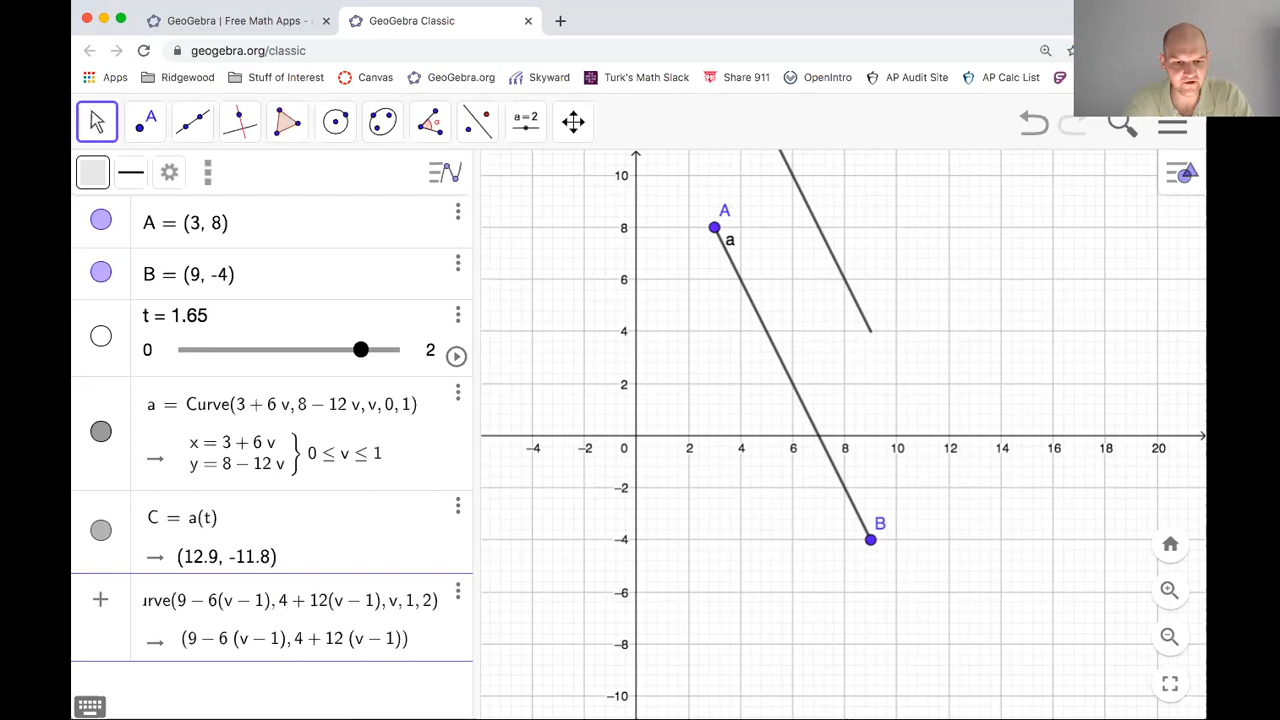 GeoGebra | Free Math Apps -
GeoGebra Classic
geogebra.org/classic
Apps Ridgewood Stuff of Interest Canvas GeoGebra.org Skyward Turk's Math Slack Share 911 OpenIntro AP Audit Site AP Calc List
A
a = 2
A = (3, 8)
B = (9, -4)
t = 1.65
0 2
a = Curve(3 + 6 v, 8 − 12 v, v, 0, 1)
→ x = 3 + 6 v
y = 8 − 12 v } 0 ≤ v ≤ 1
C = a(t)
→ (12.9, -11.8)
urve(9 − 6(v − 1), 4 + 12(v − 1), v, 1, 2)
→ (9 − 6 (v − 1), 4 + 12 (v − 1))
10
8
6
4
2
−4 −2 0 2 4 6 8 10 12 14 16 18 20
−2
−4
−6
−8
−10
A
a
B